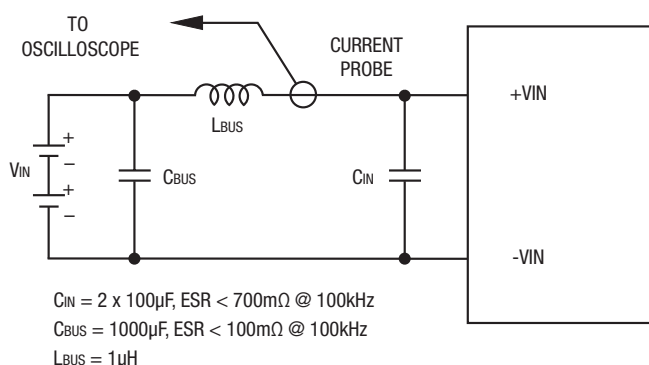 TO
OSCILLOSCOPE
CURRENT
PROBE
LBUS
+VIN
VIN
+
−
+
−
CBUS
CIN
-VIN
CIN = 2 x 100µF, ESR < 700mΩ @ 100kHz
CBUS = 1000µF, ESR < 100mΩ @ 100kHz
LBUS = 1µH